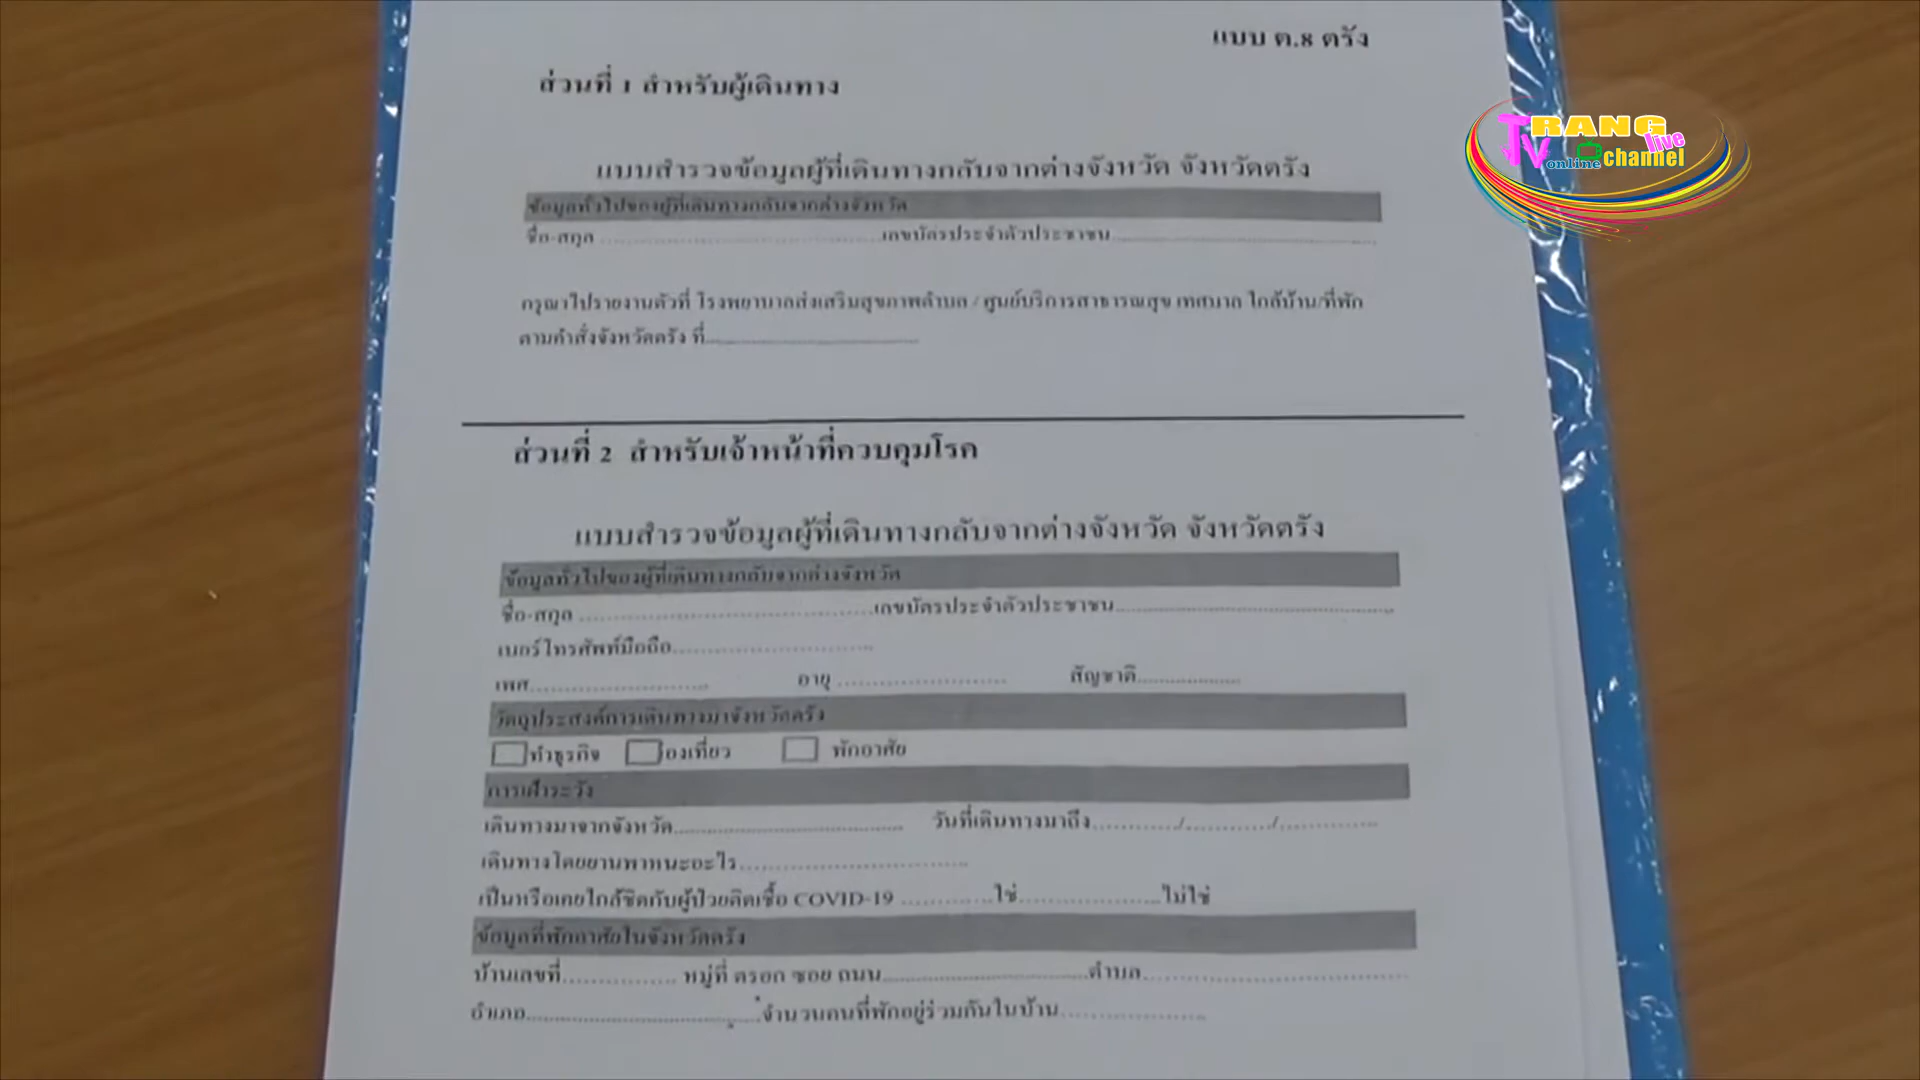 แบบ ต.8 ตรัง
ส่วนที่ 1 สำหรับผู้เดินทาง
TRANG
TV online channel live
แบบสำรวจข้อมูลผู้ที่เดินทางกลับจากต่างจังหวัด จังหวัดตรัง
ข้อมูลทั่วไปของผู้ที่เดินทางกลับจากต่างจังหวัด
ชื่อ-สกุล ........................................เลขบัตรประจำตัวประชาชน........................................
กรุณาไปรายงานตัวที่ โรงพยาบาลส่งเสริมสุขภาพตำบล / ศูนย์บริการสาธารณสุข เทศบาล ใกล้บ้าน/ที่พัก
ตามคำสั่งจังหวัดตรัง ที่........................................
ส่วนที่ 2 สำหรับเจ้าหน้าที่ควบคุมโรค
แบบสำรวจข้อมูลผู้ที่เดินทางกลับจากต่างจังหวัด จังหวัดตรัง
ข้อมูลทั่วไปของผู้ที่เดินทางกลับจากต่างจังหวัด
ชื่อ-สกุล ........................................เลขบัตรประจำตัวประชาชน........................................
เบอร์โทรศัพท์มือถือ..............................
เพศ........................... อายุ ........................ สัญชาติ....................
วัตถุประสงค์การเดินทางมาจังหวัดตรัง
ทำธุรกิจ องเที่ยว พักอาศัย
การเฝ้าระวัง
เดินทางมาจากจังหวัด........................................ วันที่เดินทางมาถึง............/............/..............
เดินทางโดยยานพาหนะอะไร..................................
เป็นหรือเคยใกล้ชิดกับผู้ป่วยติดเชื้อ COVID-19 ..............ใช่......................ไม่ใช่
ข้อมูลที่พักอาศัยในจังหวัดตรัง
บ้านเลขที่................. หมู่ที่ ตรอก ซอย ถนน...................................ตำบล........................................
อำเภอ........................................จำนวนคนที่พักอยู่ร่วมกันในบ้าน......................